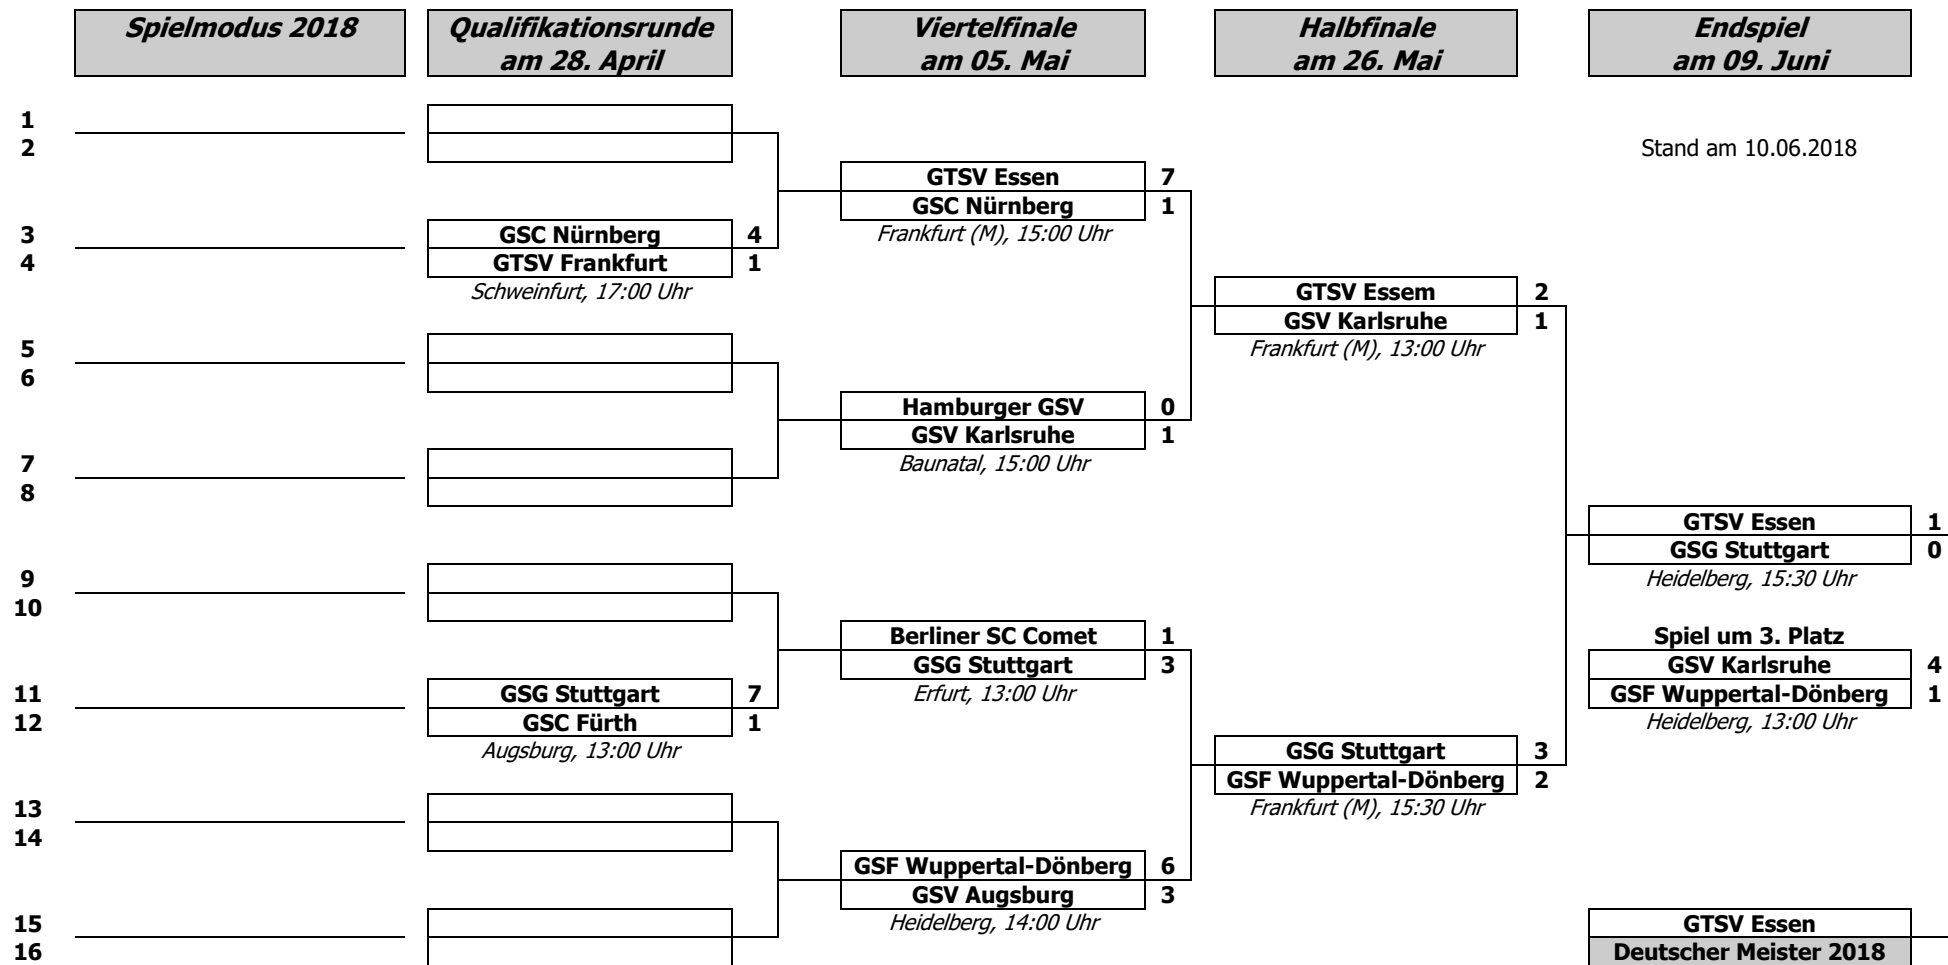 Spielmodus 2018
Qualifikationsrunde
am 28. April
Viertelfinale
am 05. Mai
Halbfinale
am 26. Mai
Endspiel
am 09. Juni
Stand am 10.06.2018
1
2
3
4
5
6
7
8
9
10
11
12
13
14
15
16
GSC Nürnberg 4
GTSV Frankfurt 1
Schweinfurt, 17:00 Uhr
GSG Stuttgart 7
GSC Fürth 1
Augsburg, 13:00 Uhr
GTSV Essen 7
GSC Nürnberg 1
Frankfurt (M), 15:00 Uhr
Hamburger GSV 0
GSV Karlsruhe 1
Baunatal, 15:00 Uhr
Berliner SC Comet 1
GSG Stuttgart 3
Erfurt, 13:00 Uhr
GSF Wuppertal-Dönberg 6
GSV Augsburg 3
Heidelberg, 14:00 Uhr
GTSV Essem 2
GSV Karlsruhe 1
Frankfurt (M), 13:00 Uhr
GSG Stuttgart 3
GSF Wuppertal-Dönberg 2
Frankfurt (M), 15:30 Uhr
GTSV Essen 1
GSG Stuttgart 0
Heidelberg, 15:30 Uhr
Spiel um 3. Platz
GSV Karlsruhe 4
GSF Wuppertal-Dönberg 1
Heidelberg, 13:00 Uhr
GTSV Essen
Deutscher Meister 2018